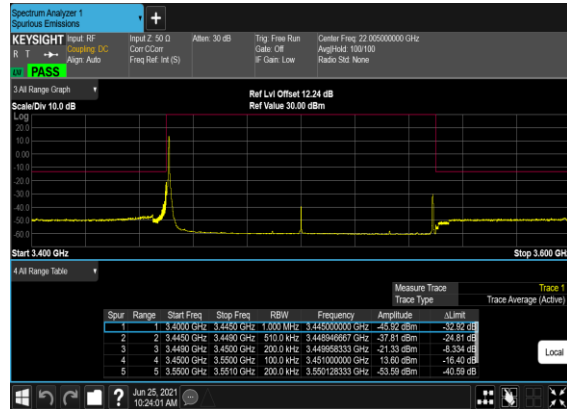 Spectrum Analyzer 1
Spurious Emissions
+
KEYSIGHT
R T
LXI
PASS
Input: RF
Coupling: DC
Align: Auto
Input Z: 50 Ω
Corr CCorr
Freq Ref: Int (S)
Atten: 30 dB
Trig: Free Run
Gate: Off
IF Gain: Low
Center Freq: 22.005000000 GHz
Avg|Hold: 100/100
Radio Std: None
3 All Range Graph
Scale/Div 10.0 dB
Ref Lvl Offset 12.24 dB
Ref Value 30.00 dBm
Log
20.0
10.0
0.00
-10.0
-20.0
-30.0
-40.0
-50.0
-60.0
Start 3.400 GHz
Stop 3.600 GHz
4 All Range Table
Measure Trace Trace 1
Trace Type Trace Average (Active)
Spur Range Start Freq Stop Freq RBW Frequency Amplitude ΔLimit
1 1 3.4000 GHz 3.4450 GHz 1.000 MHz 3.445000000 GHz -45.92 dBm -32.92 dB
2 2 3.4450 GHz 3.4490 GHz 510.0 kHz 3.448946667 GHz -37.81 dBm -24.81 dB
3 3 3.4490 GHz 3.4500 GHz 200.0 kHz 3.449958333 GHz -21.33 dBm -8.334 dB
4 4 3.4500 GHz 3.5500 GHz 100.0 kHz 3.451000000 GHz 13.60 dBm -16.40 dB
5 5 3.5500 GHz 3.5510 GHz 200.0 kHz 3.550128333 GHz -53.59 dBm -40.59 dB
Local
?
Jun 25, 2021
10:24:01 AM